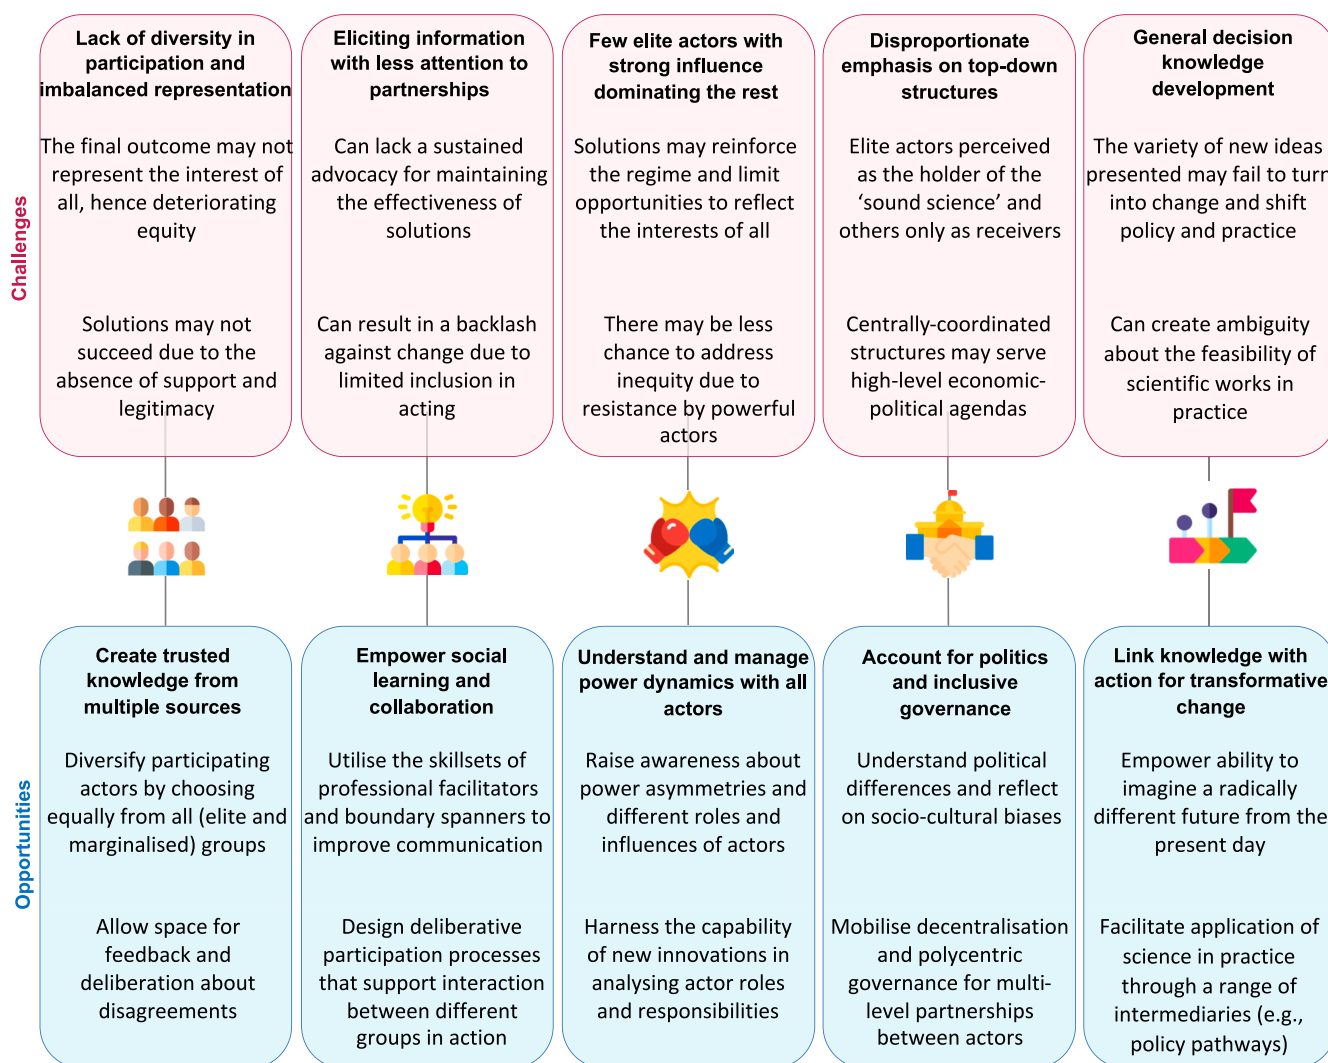 Challenges
Lack of diversity in
participation and
imbalanced representation
The final outcome may not
represent the interest of
all, hence deteriorating
equity
Solutions may not
succeed due to the
absence of support and
legitimacy
Eliciting information
with less attention to
partnerships
Can lack a sustained
advocacy for maintaining
the effectiveness of
solutions
Can result in a backlash
against change due to
limited inclusion in
acting
Few elite actors with
strong influence
dominating the rest
Solutions may reinforce
the regime and limit
opportunities to reflect
the interests of all
There may be less
chance to address
inequity due to
resistance by powerful
actors
Disproportionate
emphasis on top-down
structures
Elite actors perceived
as the holder of the
‘sound science’ and
others only as receivers
Centrally-coordinated
structures may serve
high-level economic-
political agendas
General decision
knowledge
development
The variety of new ideas
presented may fail to turn
into change and shift
policy and practice
Can create ambiguity
about the feasibility of
scientific works in
practice
Opportunities
Create trusted
knowledge from
multiple sources
Diversify participating
actors by choosing
equally from all (elite and
marginalised) groups
Allow space for
feedback and
deliberation about
disagreements
Empower social
learning and
collaboration
Utilise the skillsets of
professional facilitators
and boundary spanners to
improve communication
Design deliberative
participation processes
that support interaction
between different
groups in action
Understand and manage
power dynamics with all
actors
Raise awareness about
power asymmetries and
different roles and
influences of actors
Harness the capability
of new innovations in
analysing actor roles
and responsibilities
Account for politics
and inclusive
governance
Understand political
differences and reflect
on socio-cultural biases
Mobilise decentralisation
and polycentric
governance for multi-
level partnerships
between actors
Link knowledge with
action for transformative
change
Empower ability to
imagine a radically
different future from the
present day
Facilitate application of
science in practice
through a range of
intermediaries (e.g.,
policy pathways)